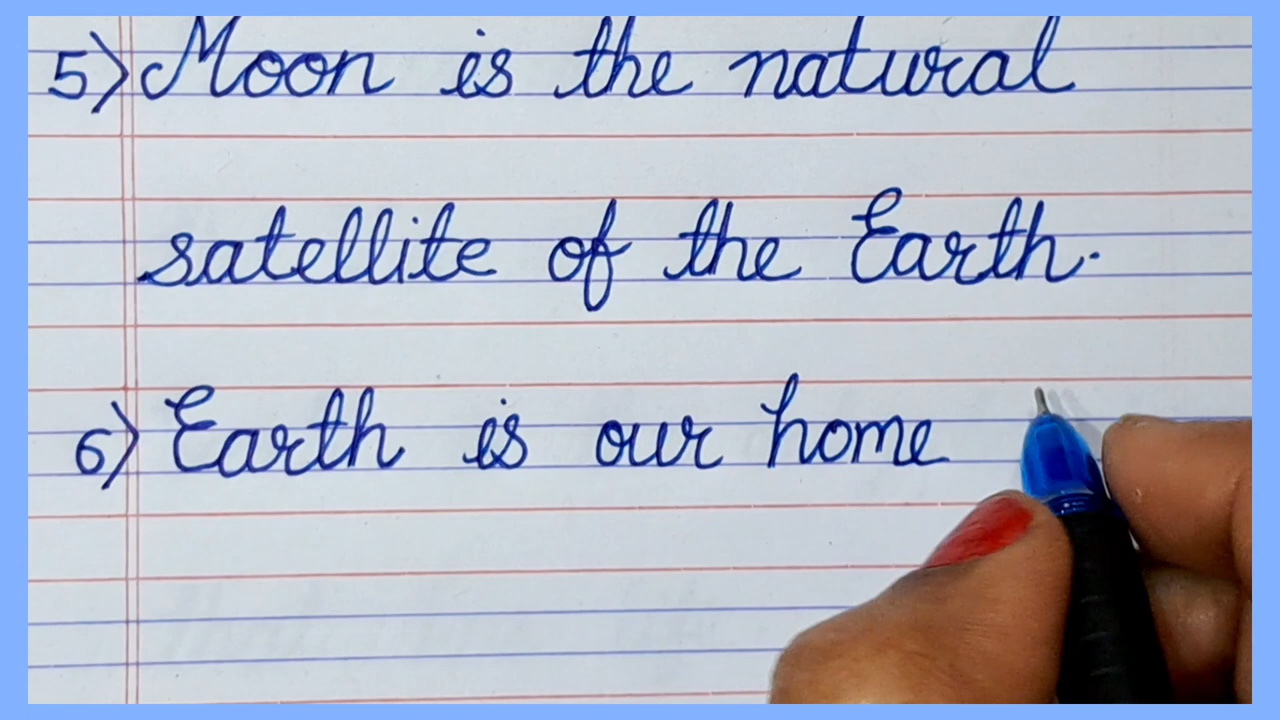 5) Moon is the natural
satellite of the Earth.
6) Earth is our home